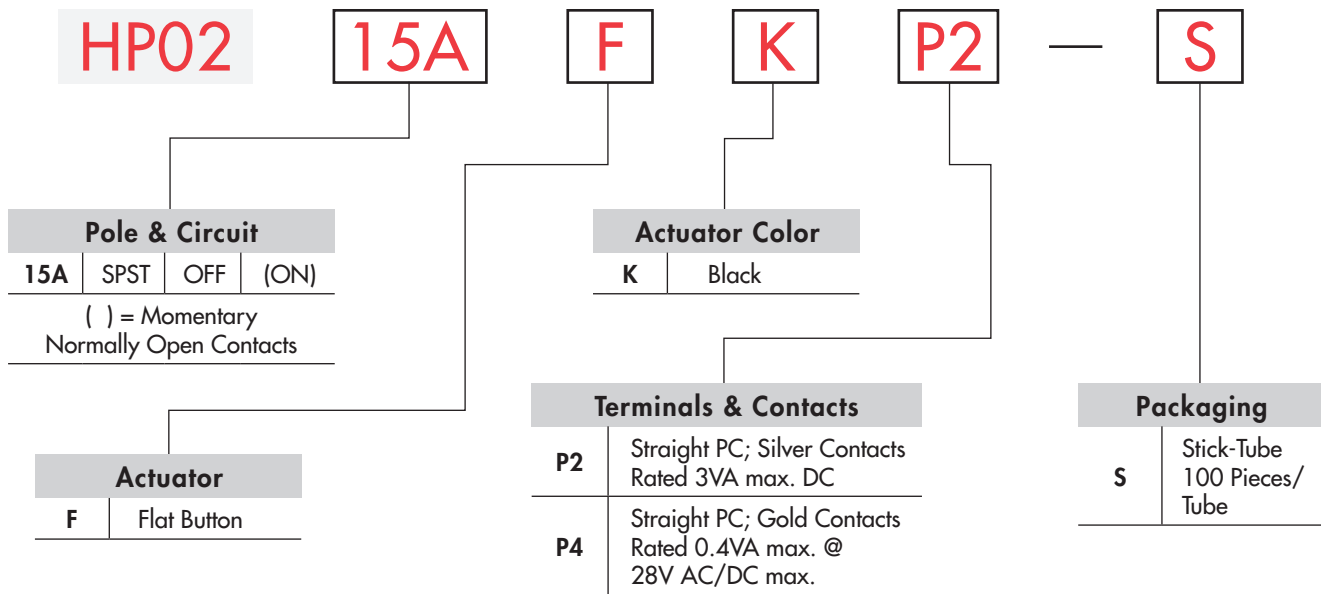 HP02 15A F K P2 — S
Pole & Circuit
15A SPST OFF (ON)
( ) = Momentary
Normally Open Contacts
Actuator Color
K Black
Actuator
F Flat Button
Terminals & Contacts
P2 Straight PC; Silver Contacts
Rated 3VA max. DC
P4 Straight PC; Gold Contacts
Rated 0.4VA max. @
28V AC/DC max.
Packaging
S Stick-Tube
100 Pieces/
Tube